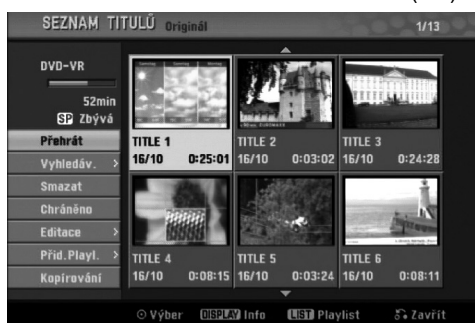 SEZNAM TITULŮ Originál 1/13
DVD-VR
52min
SP Zbývá
Přehrát
Vyhledáv. >
Smazat
Chráněno
Editace >
Přid.Playl. >
Kopírování
TITLE 1
16/10 0:25:01
TITLE 2
16/10 0:03:02
TITLE 3
16/10 0:24:28
TITLE 4
16/10 0:08:15
TITLE 5
16/10 0:03:24
TITLE 6
16/10 0:08:11
Výber DISPLAY Info LIST Playlist Zavřít